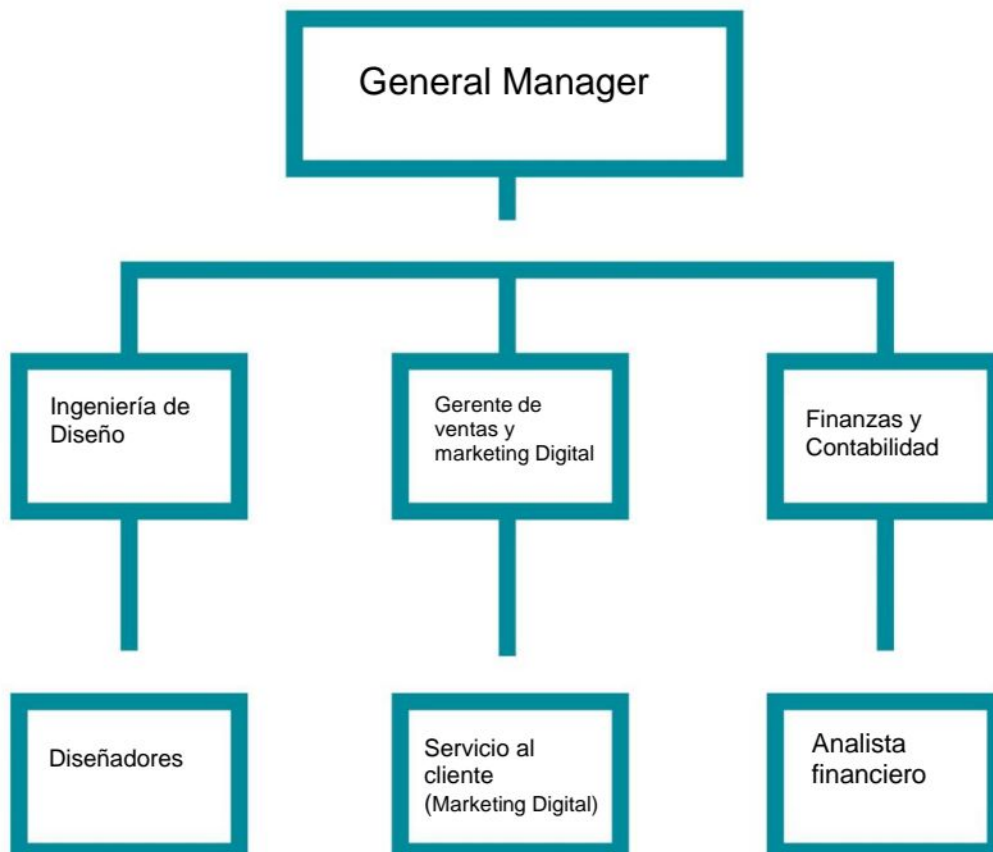 General Manager
Ingeniería de
Diseño
Gerente de
ventas y
marketing Digital
Finanzas y
Contabilidad
Diseñadores
Servicio al
cliente
(Marketing Digital)
Analista
financiero